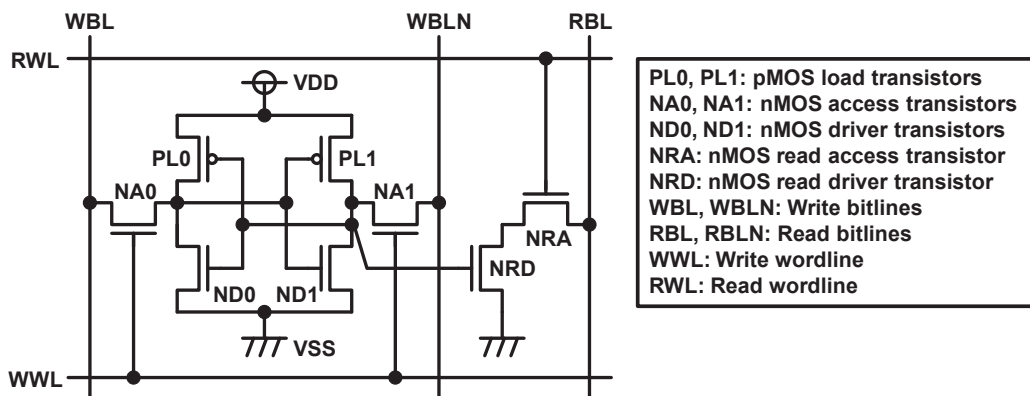 WBL WBLN RBL
RWL
VDD
PL0 PL1
NA0 NA1
NRA
NRD
ND0 ND1
VSS
WWL
PL0, PL1: pMOS load transistors
NA0, NA1: nMOS access transistors
ND0, ND1: nMOS driver transistors
NRA: nMOS read access transistor
NRD: nMOS read driver transistor
WBL, WBLN: Write bitlines
RBL, RBLN: Read bitlines
WWL: Write wordline
RWL: Read wordline